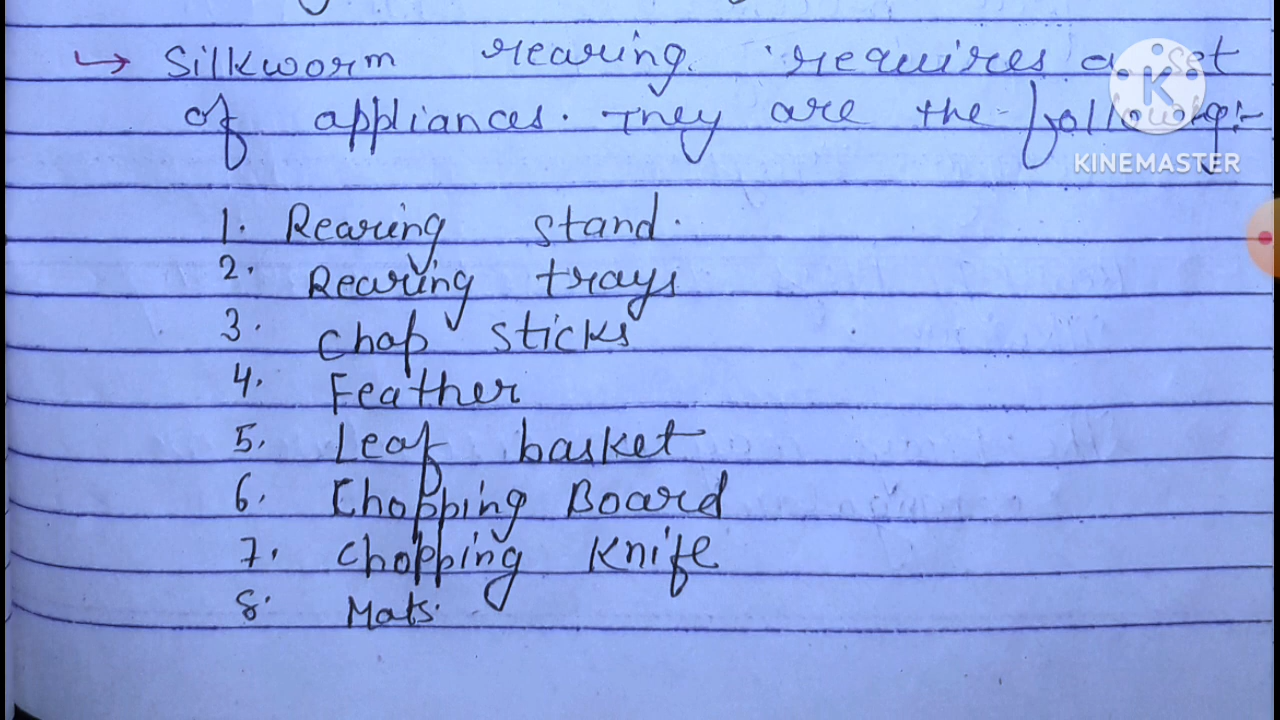 ↪ Silkworm rearing. requires a set
of appliances. They are the following:-
KINEMASTER
1. Rearing stand.
2. Rearing trays
3. Chop sticks
4. Feather
5. Leaf basket
6. Chopping Board
7. Chopping Knife
8. Mats.